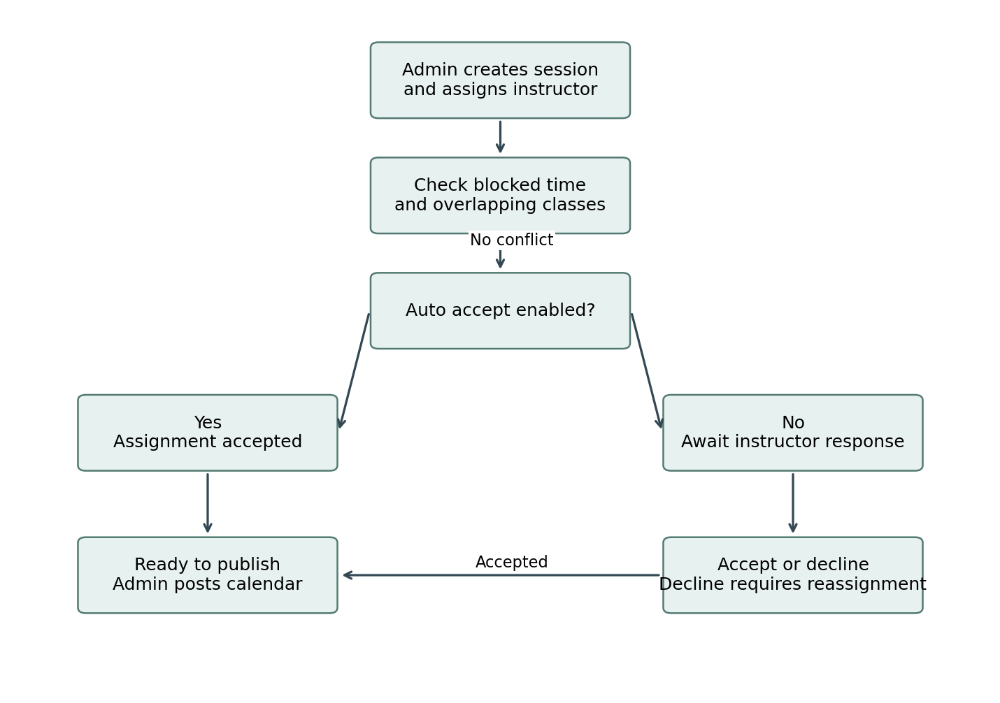 Admin creates session
and assigns instructor
Check blocked time
and overlapping classes
No conflict
Auto accept enabled?
Yes
Assignment accepted
No
Await instructor response
Ready to publish
Admin posts calendar
Accepted
Accept or decline
Decline requires reassignment